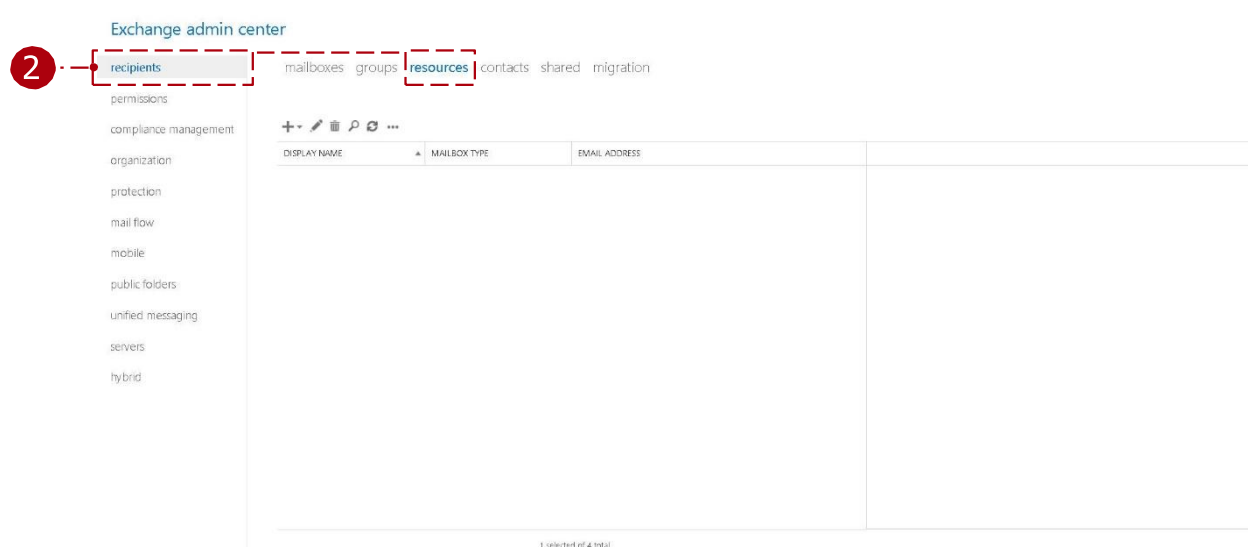 Exchange admin center
2
recipients
mailboxes groups resources contacts shared migration
permissions
compliance management
organization
protection
mail flow
mobile
public folders
unified messaging
servers
hybrid
DISPLAY NAME MAILBOX TYPE EMAIL ADDRESS
1 selected of 4 total